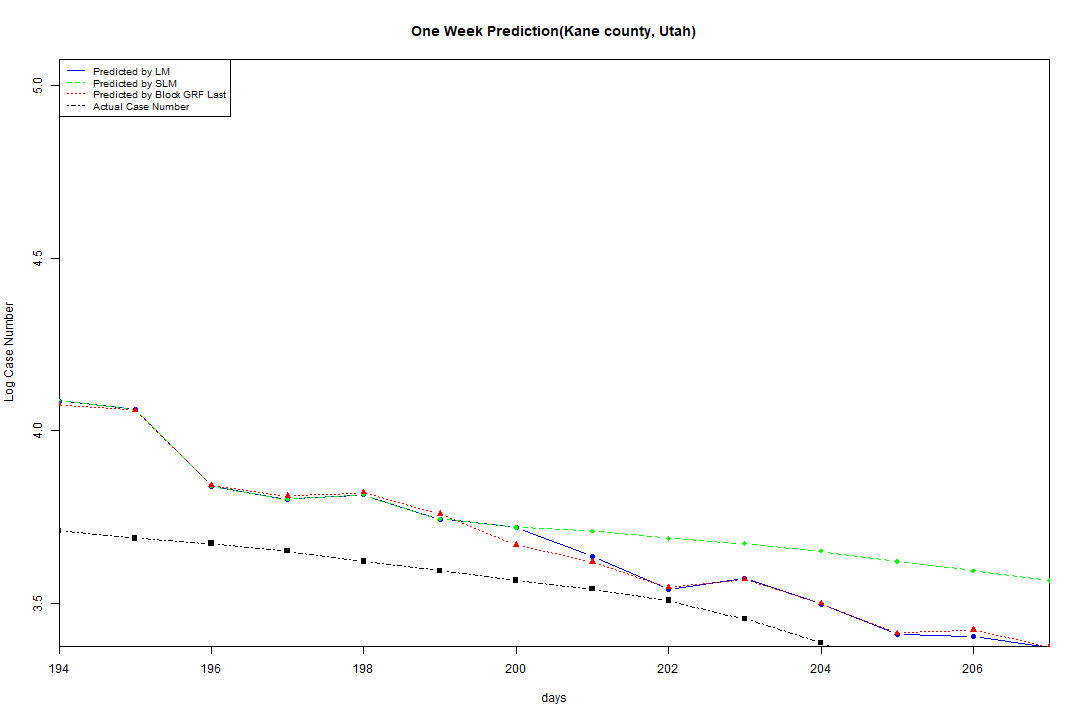 One Week Prediction(Kane county, Utah)
Predicted by LM
Predicted by SLM
Predicted by Block GRF Last
Actual Case Number
5.0
4.5
4.0
3.5
Log Case Number
194 196 198 200 202 204 206
days